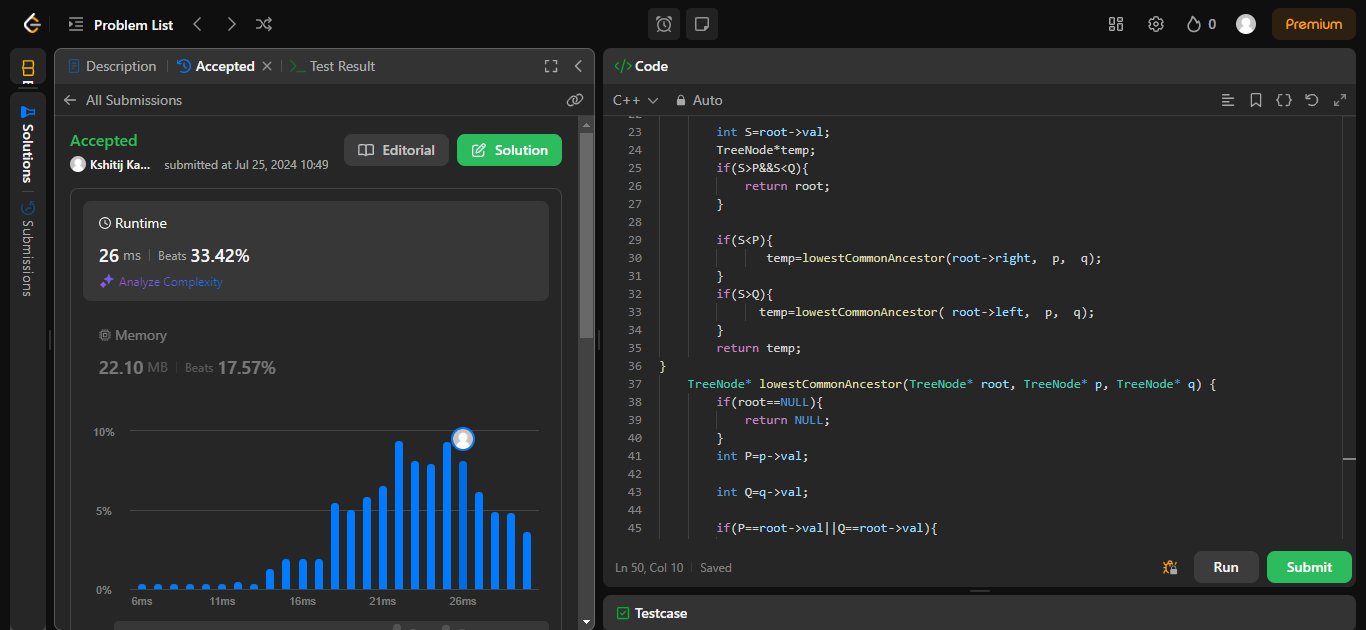 Problem List
0
Premium
Description
Accepted
Test Result
All Submissions
Accepted
Kshitij Ka...
submitted at Jul 25, 2024 10:49
Editorial
Solution
Runtime
26 ms
Beats 33.42%
Analyze Complexity
Memory
22.10 MB
Beats 17.57%
10%
5%
0%
6ms
11ms
16ms
21ms
26ms
Solutions
Submissions
</> Code
C++
Auto
22
23 int S=root->val;
24 TreeNode*temp;
25 if(S>P&&S<Q){
26 return root;
27 }
28
29 if(S<P){
30 temp=lowestCommonAncestor(root->right,  p,  q);
31 }
32 if(S>Q){
33 temp=lowestCommonAncestor( root->left,  p,  q);
34 }
35 return temp;
36 }
37 TreeNode* lowestCommonAncestor(TreeNode* root, TreeNode* p, TreeNode* q) {
38 if(root==NULL){
39 return NULL;
40 }
41 int P=p->val;
42
43 int Q=q->val;
44
45 if(P==root->val||Q==root->val){
Ln 50, Col 10
Saved
Run
Submit
Testcase